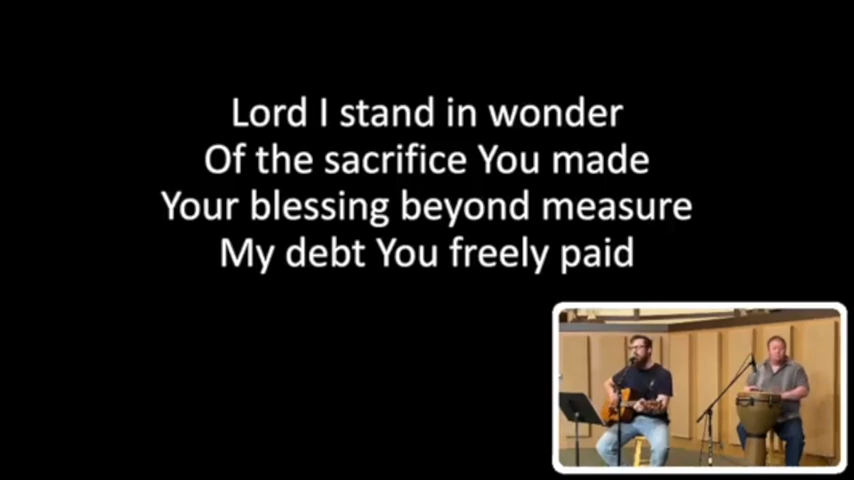 Lord I stand in wonder
Of the sacrifice You made
Your blessing beyond measure
My debt You freely paid